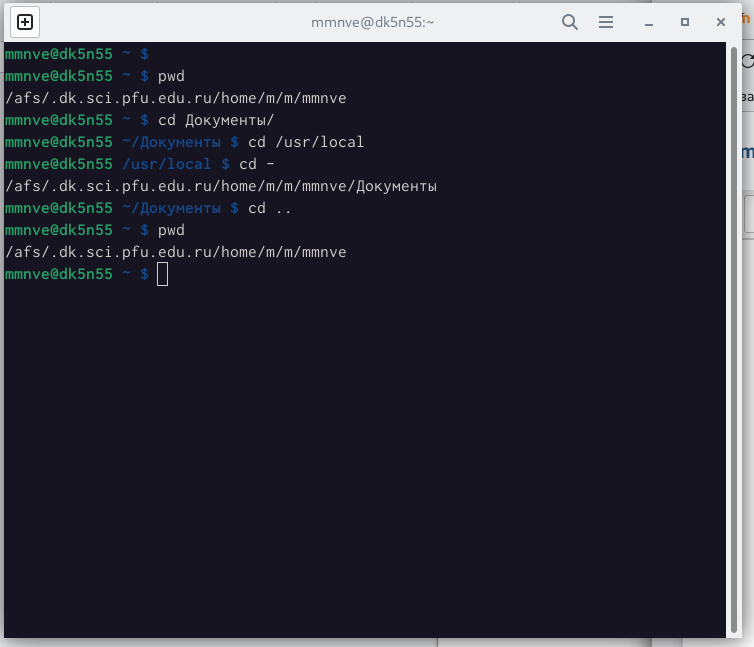 mmnve@dk5n55:~
mmnve@dk5n55 ~ $
mmnve@dk5n55 ~ $ pwd
/afs/.dk.sci.pfu.edu.ru/home/m/m/mmnve
mmnve@dk5n55 ~ $ cd Документы/
mmnve@dk5n55 ~/Документы $ cd /usr/local
mmnve@dk5n55 /usr/local $ cd -
/afs/.dk.sci.pfu.edu.ru/home/m/m/mmnve/Документы
mmnve@dk5n55 ~/Документы $ cd ..
mmnve@dk5n55 ~ $ pwd
/afs/.dk.sci.pfu.edu.ru/home/m/m/mmnve
mmnve@dk5n55 ~ $